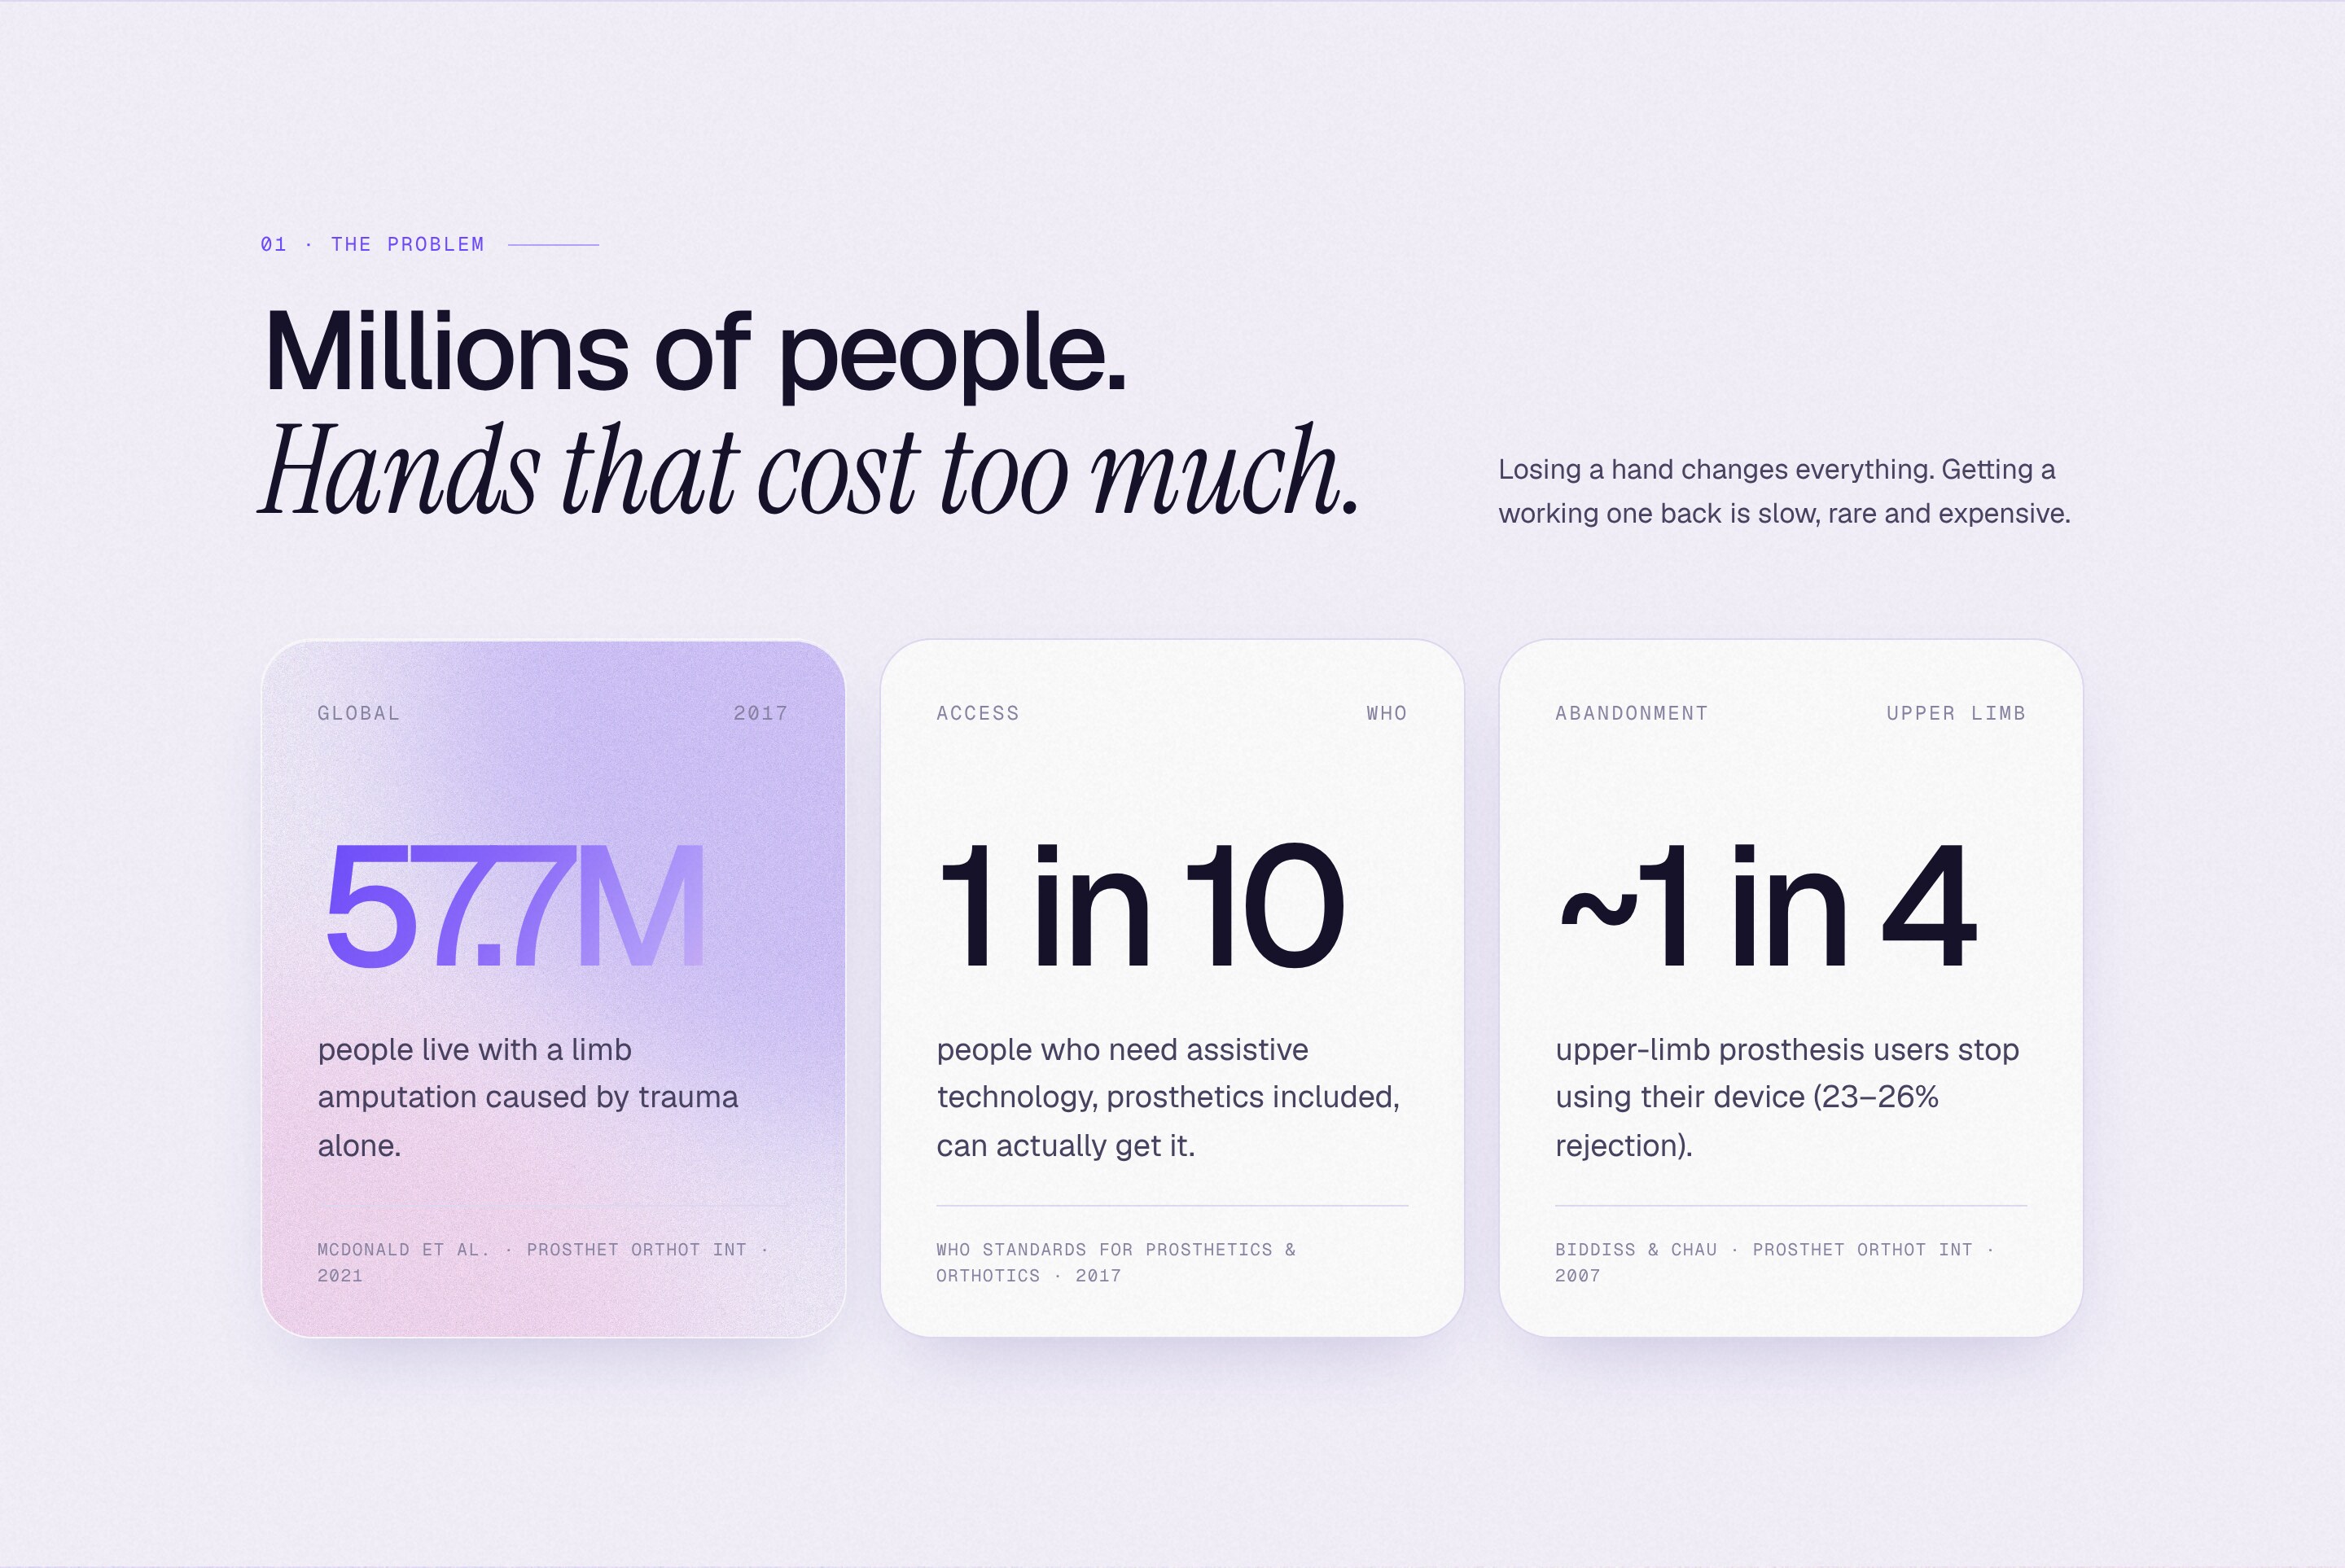 01 · THE PROBLEM
Millions of people.
Hands that cost too much.
Losing a hand changes everything. Getting a
working one back is slow, rare and expensive.
GLOBAL 2017
57.7M
people live with a limb
amputation caused by trauma
alone.
MCDONALD ET AL. · PROSTHET ORTHOT INT ·
2021
ACCESS WHO
1 in 10
people who need assistive
technology, prosthetics included,
can actually get it.
WHO STANDARDS FOR PROSTHETICS &
ORTHOTICS · 2017
ABANDONMENT UPPER LIMB
~1 in 4
upper-limb prosthesis users stop
using their device (23–26%
rejection).
BIDDISS & CHAU · PROSTHET ORTHOT INT ·
2007